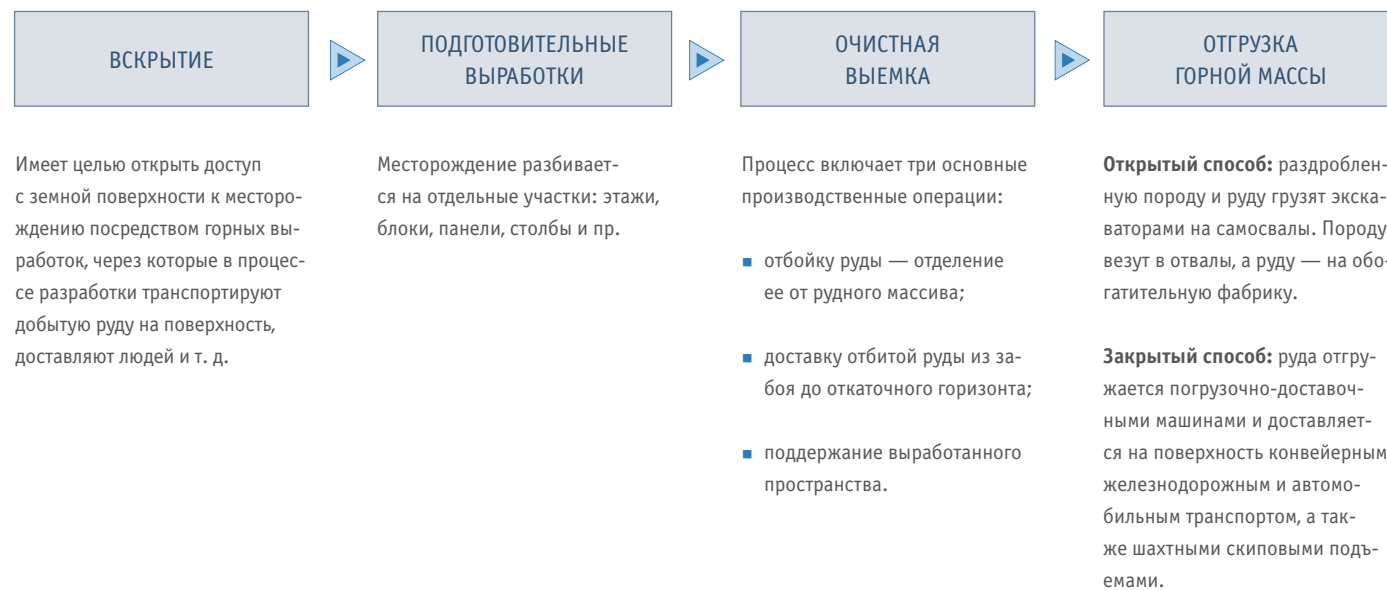 ВСКРЫТИЕ
Имеет целью открыть доступ
с земной поверхности к месторо-
ждению посредством горных вы-
работок, через которые в процес-
се разработки транспортируют
добытую руду на поверхность,
доставляют людей и т. д.
ПОДГОТОВИТЕЛЬНЫЕ
ВЫРАБОТКИ
Месторождение разбивает-
ся на отдельные участки: этажи,
блоки, панели, столбы и пр.
ОЧИСТНАЯ
ВЫЕМКА
Процесс включает три основные
производственные операции:
■ отбойку руды — отделение
ее от рудного массива;
■ доставку отбитой руды из за-
боя до откаточного горизонта;
■ поддержание выработанного
пространства.
ОТГРУЗКА
ГОРНОЙ МАССЫ
Открытый способ: раздроблен-
ную породу и руду грузят экска-
ваторами на самосвалы. Породу
везут в отвалы, а руду — на обо-
гатительную фабрику.
Закрытый способ: руда отгру-
жается погрузочно-доставоч-
ными машинами и доставляет-
ся на поверхность конвейерным
железнодорожным и автомо-
бильным транспортом, а так-
же шахтными скиповыми подъ-
емами.